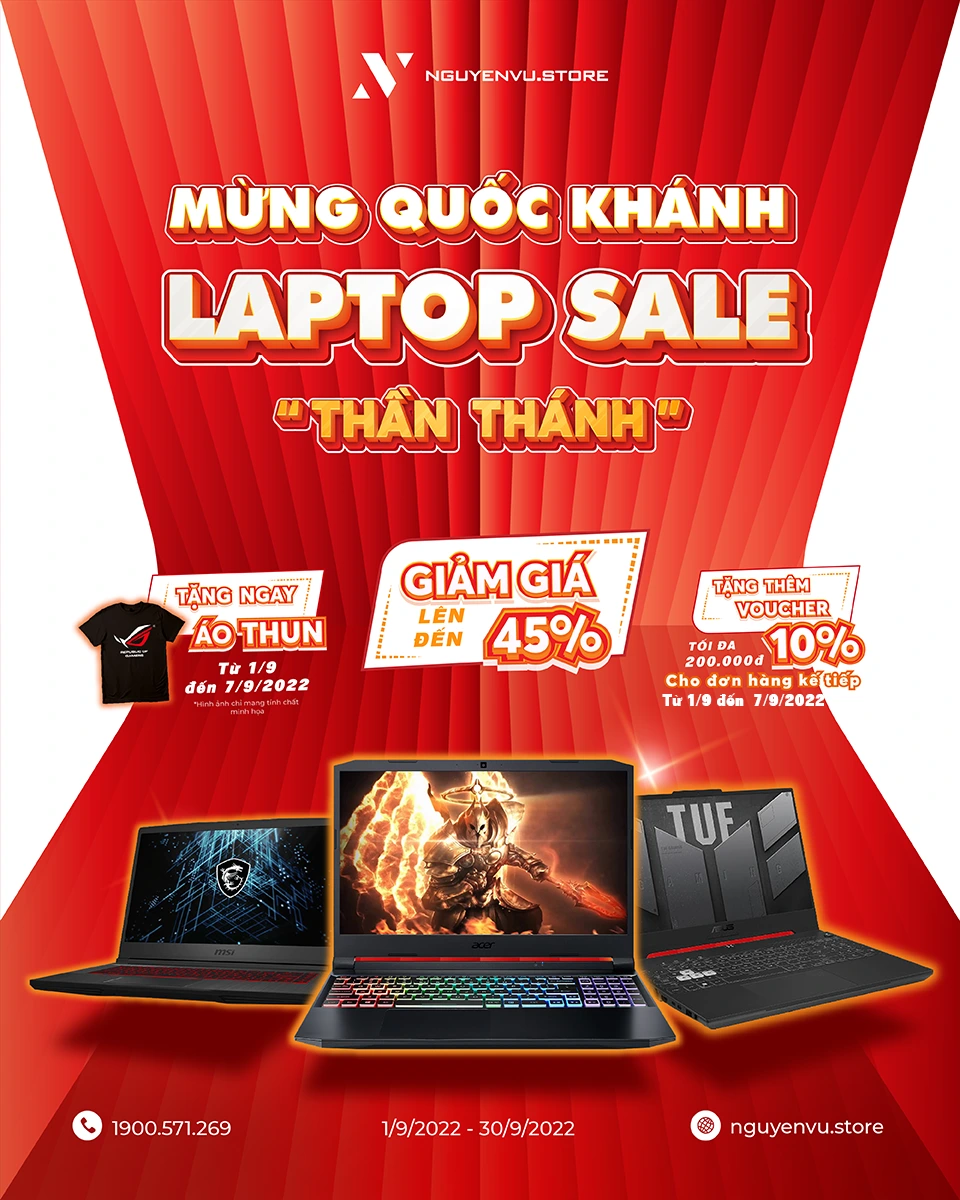 NGUYENVU.STORE
MỪNG QUỐC KHÁNH
LAPTOP SALE
"THẦN THÁNH"
TẶNG NGAY
ÁO THUN
Từ 1/9
đến 7/9/2022
*Hình ảnh chỉ mang tính chất
minh họa
REPUBLIC OF
GAMERS
GIẢM GIÁ
LÊN
ĐẾN
45%
TẶNG THÊM
VOUCHER
TỐI ĐA
200.000đ
10%
Cho đơn hàng kế tiếp
Từ 1/9 đến 7/9/2022
msi
acer
TUF
1900.571.269
1/9/2022 - 30/9/2022
nguyenvu.store